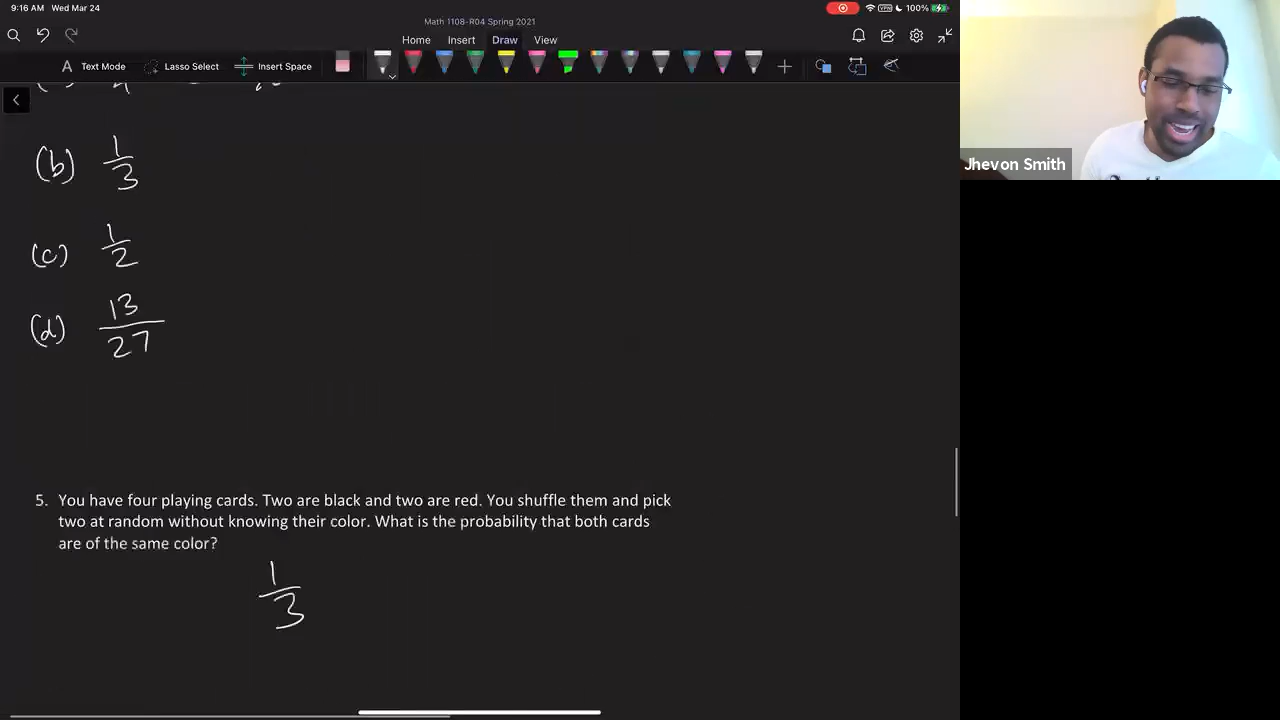 9:16 AM Wed Mar 24
VPN 100%
Math 1108-R04 Spring 2021
Home Insert Draw View
Text Mode Lasso Select Insert Space
(b) 1/3
(c) 1/2
(d) 13/27
5. You have four playing cards. Two are black and two are red. You shuffle them and pick
two at random without knowing their color. What is the probability that both cards
are of the same color?
1/3
Jhevon Smith